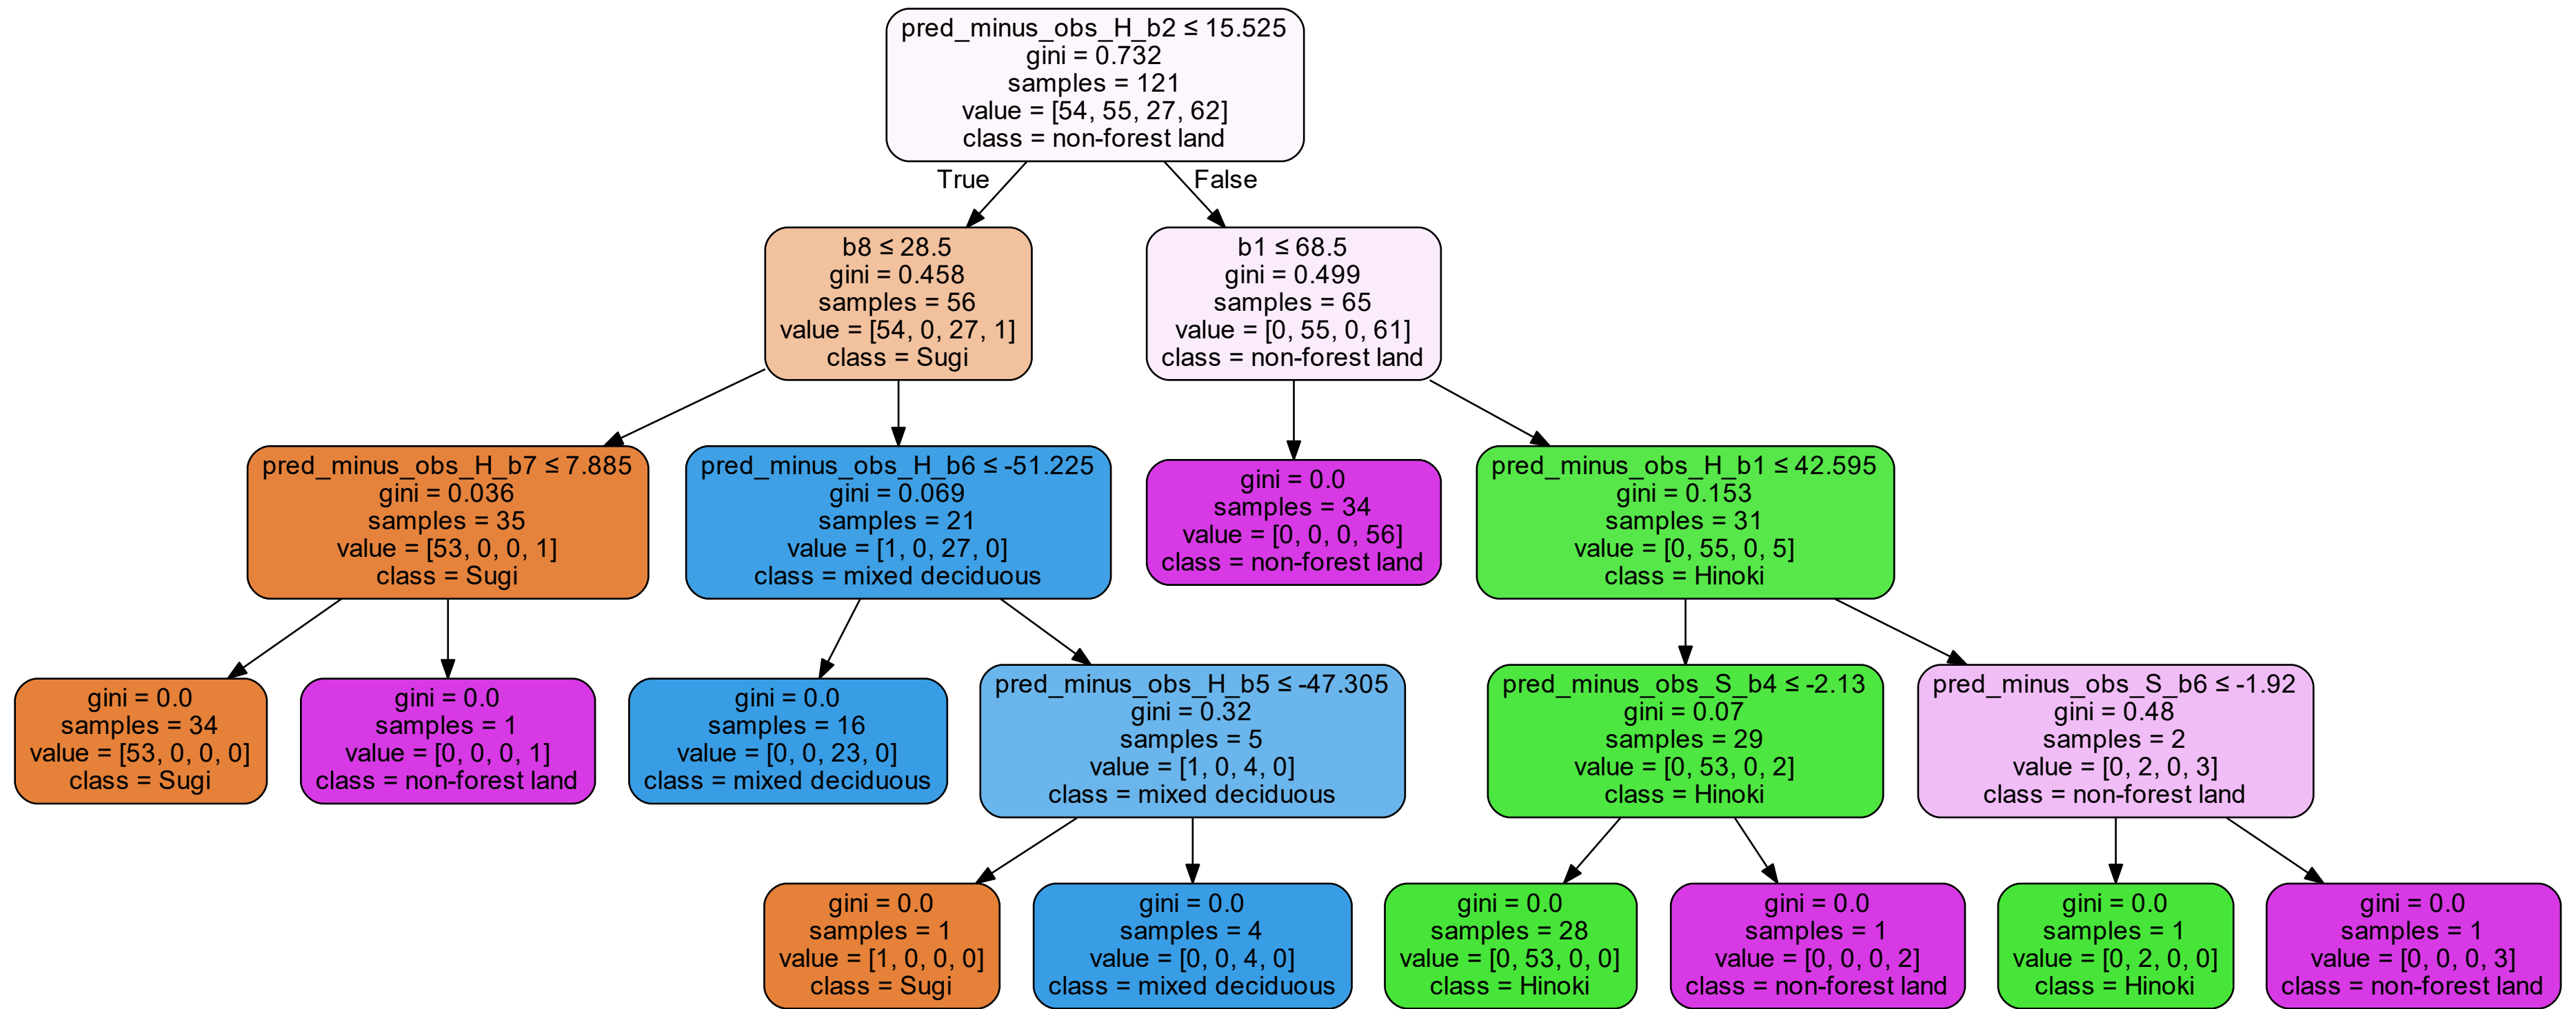 pred_minus_obs_H_b2 ≤ 15.525
gini = 0.732
samples = 121
value = [54, 55, 27, 62]
class = non-forest land
True
False
b8 ≤ 28.5
gini = 0.458
samples = 56
value = [54, 0, 27, 1]
class = Sugi
b1 ≤ 68.5
gini = 0.499
samples = 65
value = [0, 55, 0, 61]
class = non-forest land
pred_minus_obs_H_b7 ≤ 7.885
gini = 0.036
samples = 35
value = [53, 0, 0, 1]
class = Sugi
pred_minus_obs_H_b6 ≤ -51.225
gini = 0.069
samples = 21
value = [1, 0, 27, 0]
class = mixed deciduous
gini = 0.0
samples = 34
value = [0, 0, 0, 56]
class = non-forest land
pred_minus_obs_H_b1 ≤ 42.595
gini = 0.153
samples = 31
value = [0, 55, 0, 5]
class = Hinoki
gini = 0.0
samples = 34
value = [53, 0, 0, 0]
class = Sugi
gini = 0.0
samples = 1
value = [0, 0, 0, 1]
class = non-forest land
gini = 0.0
samples = 16
value = [0, 0, 23, 0]
class = mixed deciduous
pred_minus_obs_H_b5 ≤ -47.305
gini = 0.32
samples = 5
value = [1, 0, 4, 0]
class = mixed deciduous
pred_minus_obs_S_b4 ≤ -2.13
gini = 0.07
samples = 29
value = [0, 53, 0, 2]
class = Hinoki
pred_minus_obs_S_b6 ≤ -1.92
gini = 0.48
samples = 2
value = [0, 2, 0, 3]
class = non-forest land
gini = 0.0
samples = 1
value = [1, 0, 0, 0]
class = Sugi
gini = 0.0
samples = 4
value = [0, 0, 4, 0]
class = mixed deciduous
gini = 0.0
samples = 28
value = [0, 53, 0, 0]
class = Hinoki
gini = 0.0
samples = 1
value = [0, 0, 0, 2]
class = non-forest land
gini = 0.0
samples = 1
value = [0, 2, 0, 0]
class = Hinoki
gini = 0.0
samples = 1
value = [0, 0, 0, 3]
class = non-forest land